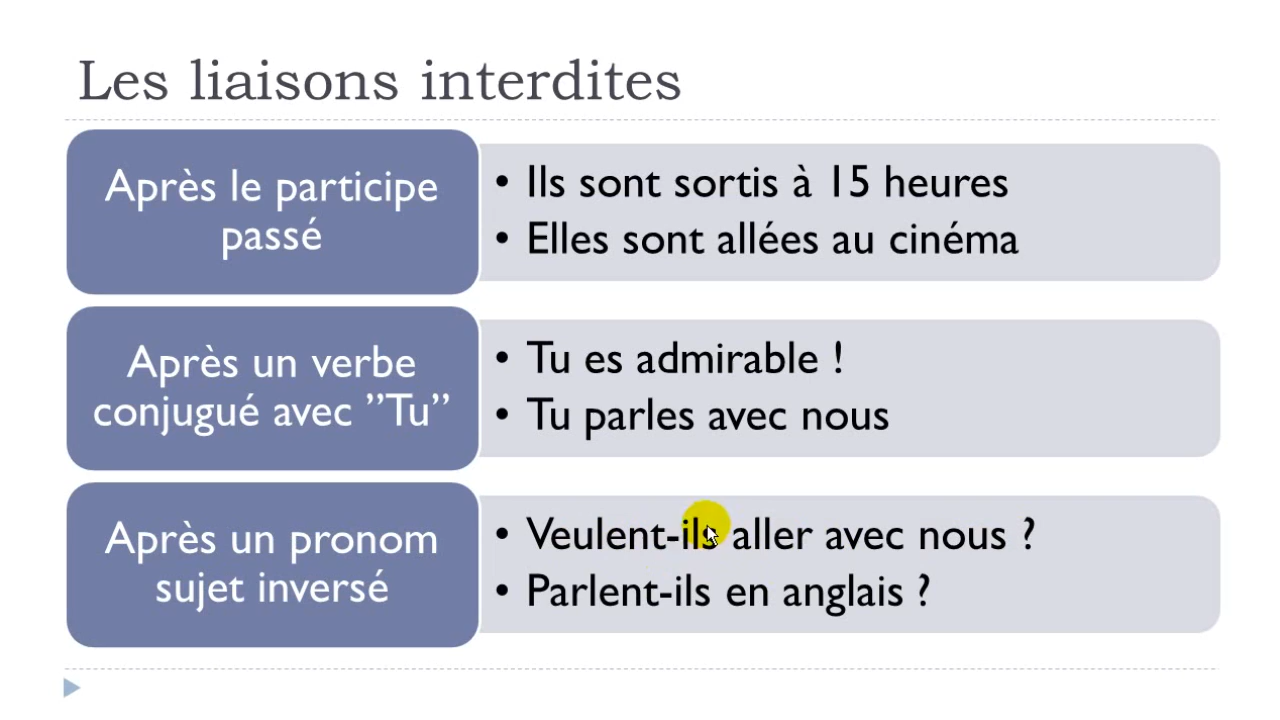 Les liaisons interdites
Après le participe
passé
• Ils sont sortis à 15 heures
• Elles sont allées au cinéma
Après un verbe
conjugué avec ”Tu”
• Tu es admirable !
• Tu parles avec nous
Après un pronom
sujet inversé
• Veulent-ils aller avec nous ?
• Parlent-ils en anglais ?